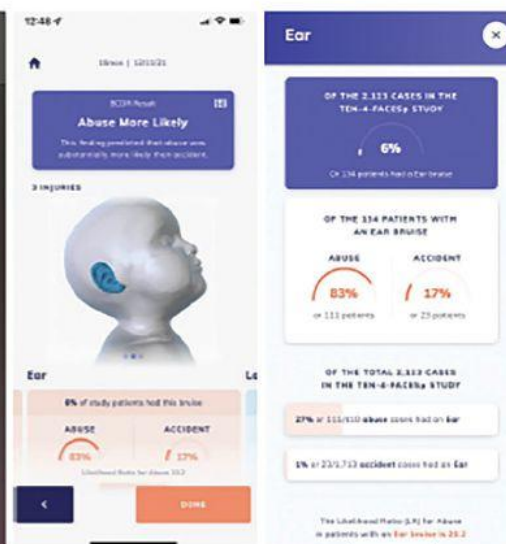 12:48
Ear
12/11/21
BCDR Result
Abuse More Likely
This finding predicted that abuse was
substantially more likely than accident.
3 INJURIES
Ear
6% of study patients had this bruise
ABUSE
ACCIDENT
83%
17%
Likelihood Ratio for Abuse
DONE
OF THE 2,123 CASES IN THE
TEN-4-FACESp STUDY
6%
Or 134 patients had a Ear bruise
OF THE 134 PATIENTS WITH
AN EAR BRUISE
ABUSE
ACCIDENT
83%
17%
or 111 patients
or 23 patients
OF THE TOTAL 2,123 CASES
IN THE TEN-4-FACESp STUDY
27% or 111/410 abuse cases had an Ear
1% or 23/1,713 accident cases had an Ear
The Likelihood Ratio (LR) for Abuse
in patients with an Ear bruise is 20.2